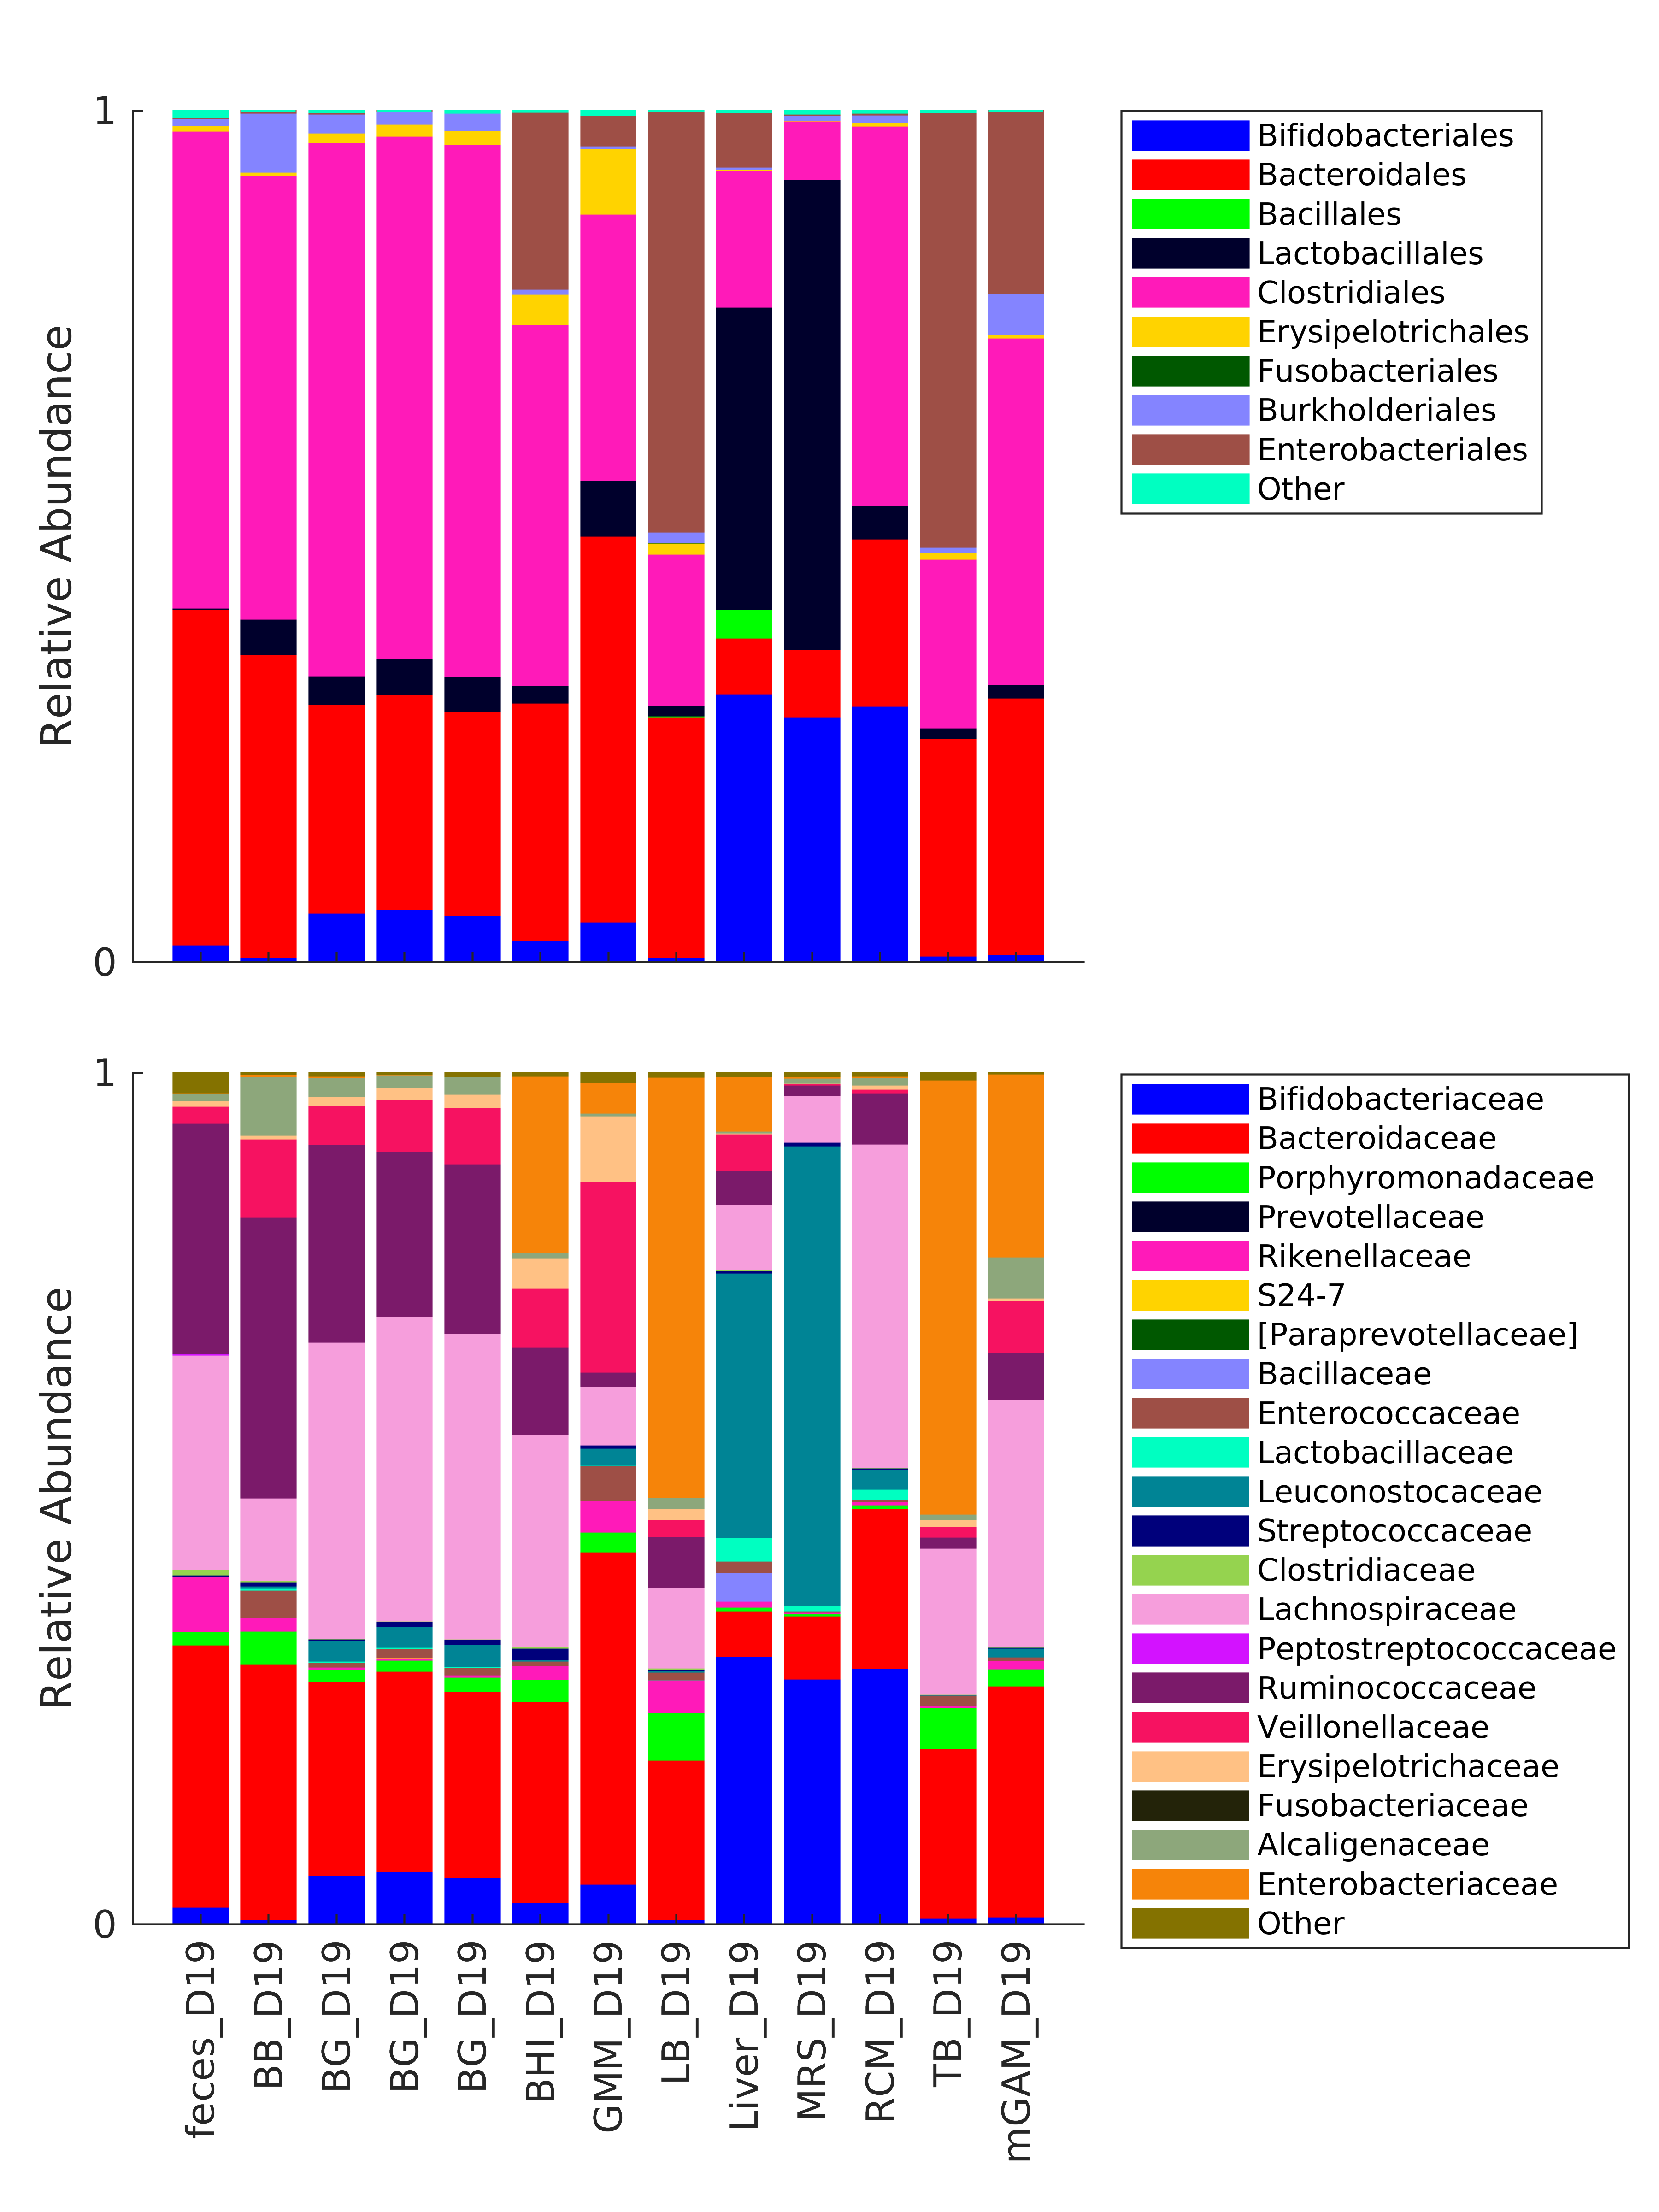 1
0
Relative Abundance
Bifidobacteriales
Bacteroidales
Bacillales
Lactobacillales
Clostridiales
Erysipelotrichales
Fusobacteriales
Burkholderiales
Enterobacteriales
Other
1
0
Relative Abundance
Bifidobacteriaceae
Bacteroidaceae
Porphyromonadaceae
Prevotellaceae
Rikenellaceae
S24-7
[Paraprevotellaceae]
Bacillaceae
Enterococcaceae
Lactobacillaceae
Leuconostocaceae
Streptococcaceae
Clostridiaceae
Lachnospiraceae
Peptostreptococcaceae
Ruminococcaceae
Veillonellaceae
Erysipelotrichaceae
Fusobacteriaceae
Alcaligenaceae
Enterobacteriaceae
Other
feces_D19
BB_D19
BG_D19
BG_D19
BG_D19
BHI_D19
GMM_D19
LB_D19
Liver_D19
MRS_D19
RCM_D19
TB_D19
mGAM_D19